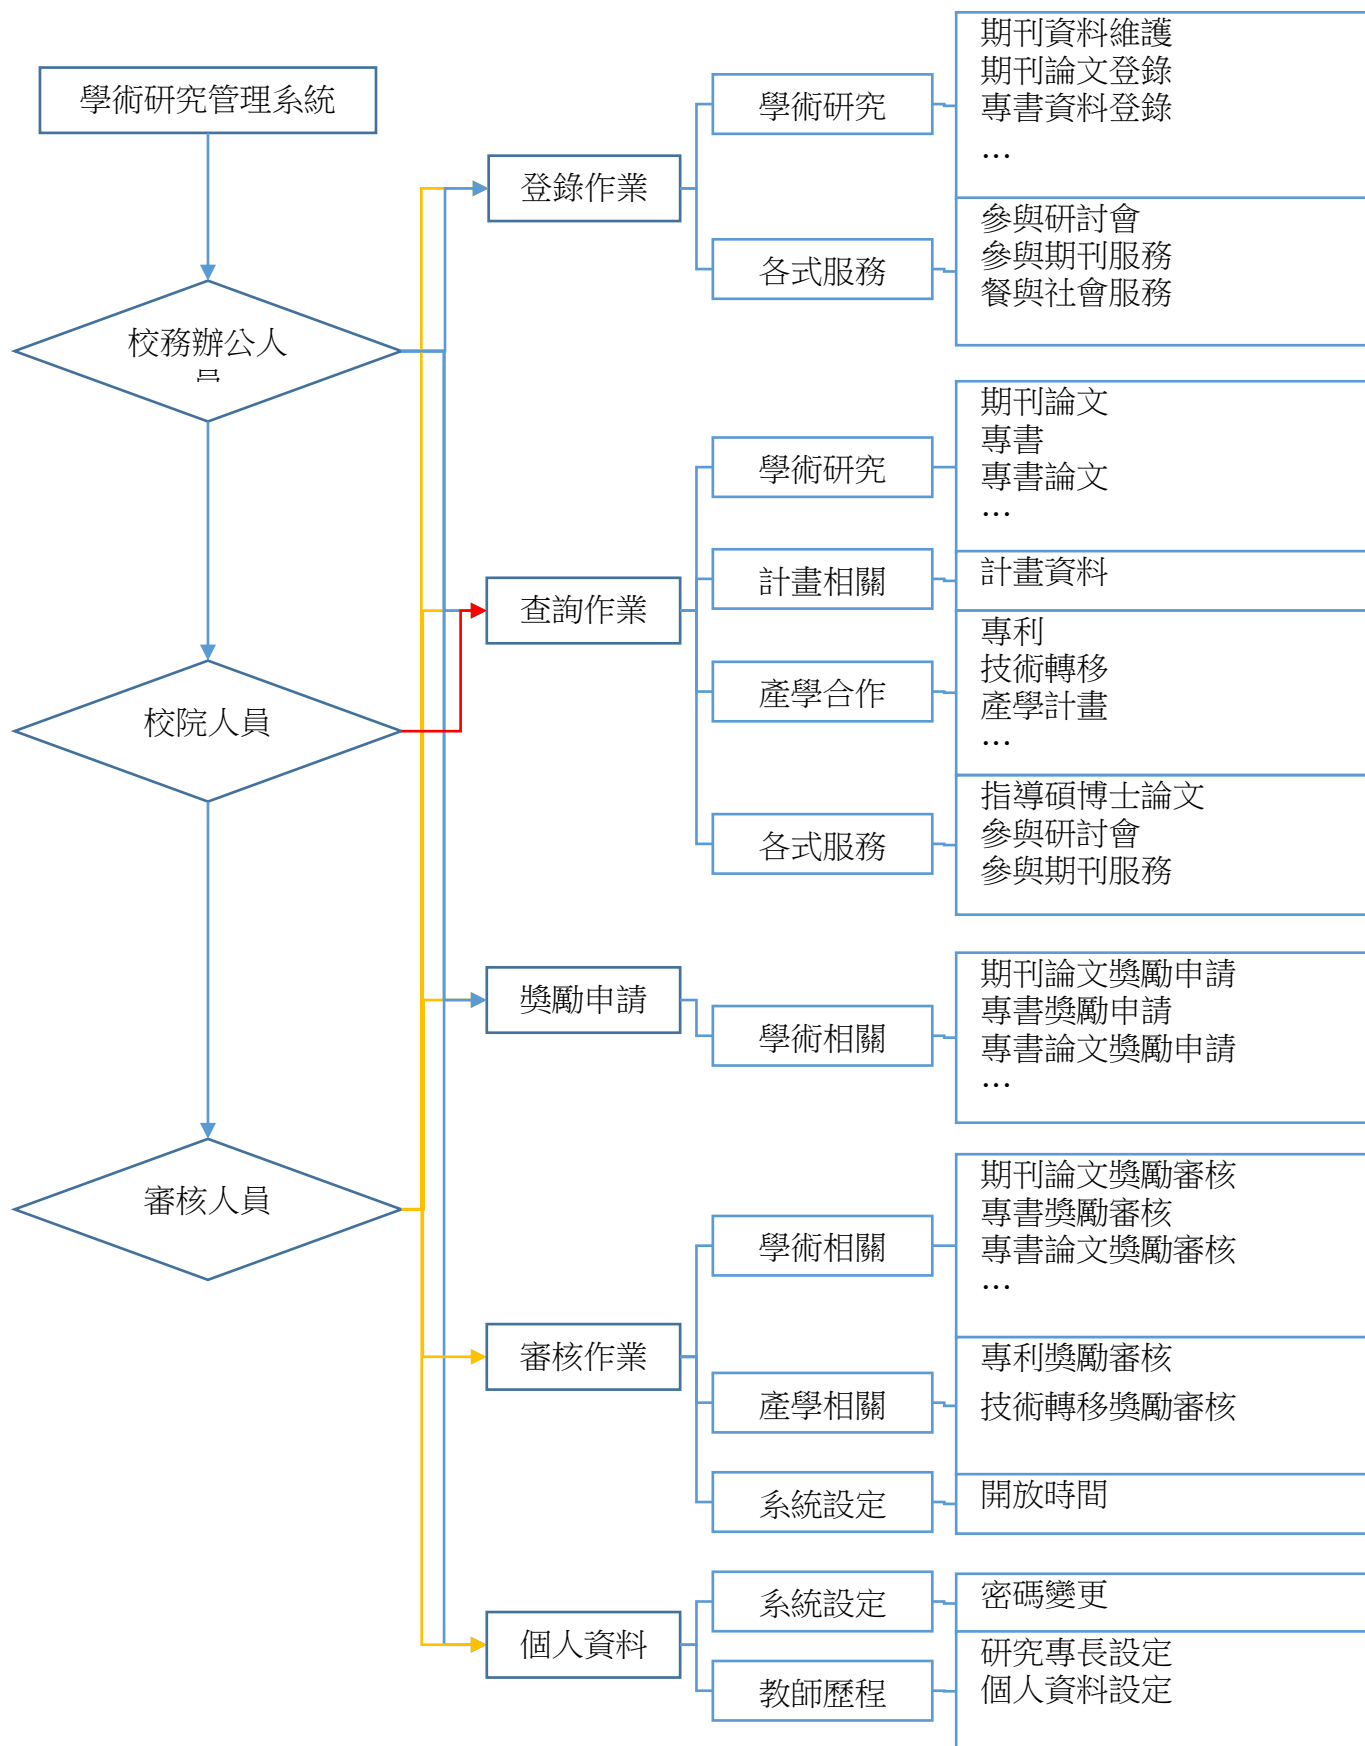 學術研究管理系統
校務辦公人
員
校院人員
審核人員
登錄作業
學術研究
期刊資料維護
期刊論文登錄
專書資料登錄
…
各式服務
參與研討會
參與期刊服務
餐與社會服務
查詢作業
學術研究
期刊論文
專書
專書論文
…
計畫相關
計畫資料
產學合作
專利
技術轉移
產學計畫
…
各式服務
指導碩博士論文
參與研討會
參與期刊服務
獎勵申請
學術相關
期刊論文獎勵申請
專書獎勵申請
專書論文獎勵申請
…
審核作業
學術相關
期刊論文獎勵審核
專書獎勵審核
專書論文獎勵審核
…
產學相關
專利獎勵審核
技術轉移獎勵審核
系統設定
開放時間
個人資料
系統設定
密碼變更
教師歷程
研究專長設定
個人資料設定